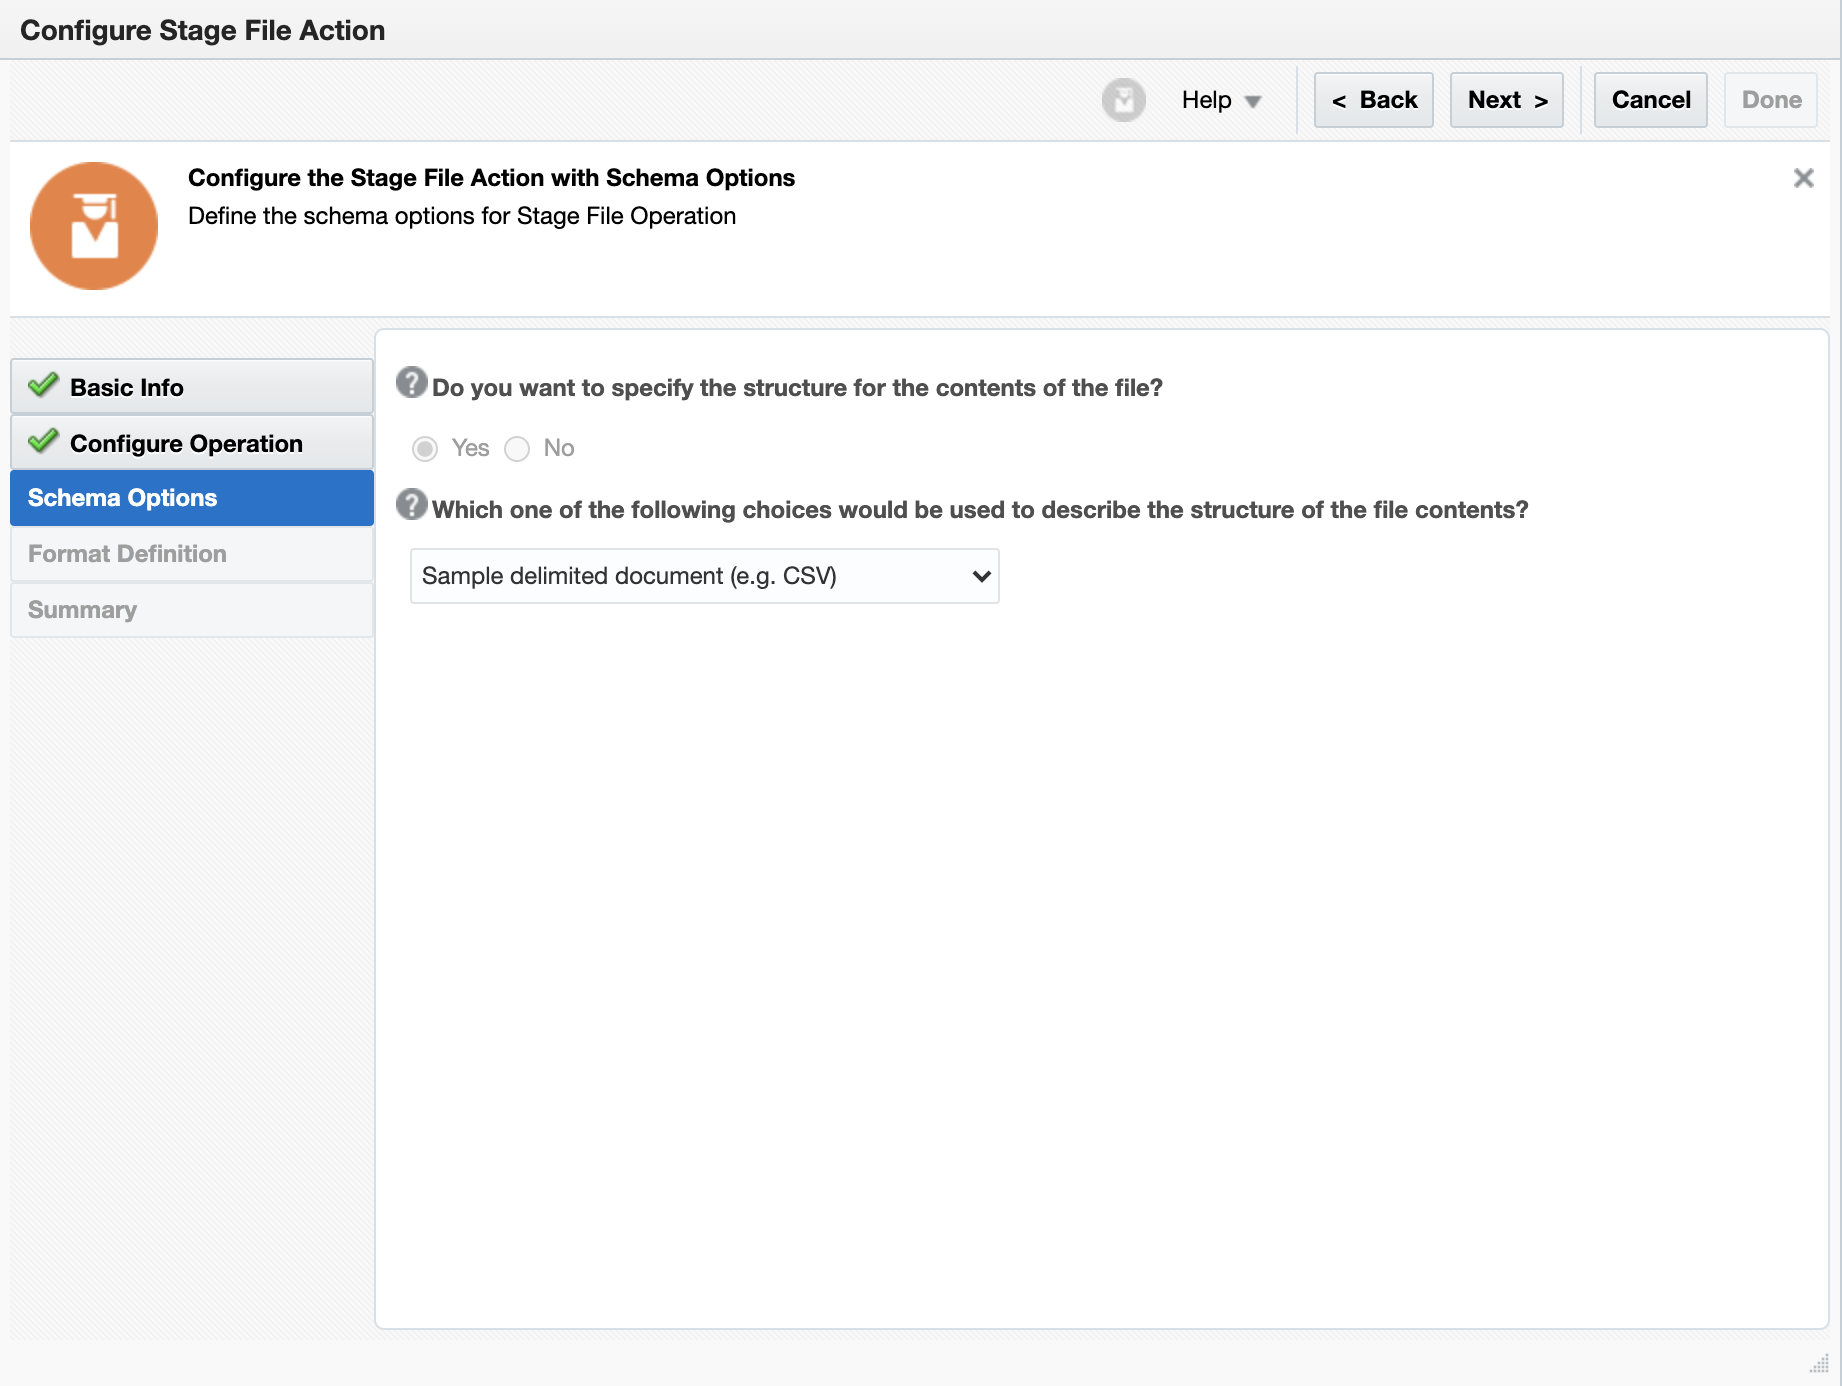 Configure Stage File Action
Help
< Back
Next >
Cancel
Done
Configure the Stage File Action with Schema Options
Define the schema options for Stage File Operation
Basic Info
Configure Operation
Schema Options
Format Definition
Summary
Do you want to specify the structure for the contents of the file?
Yes No
Which one of the following choices would be used to describe the structure of the file contents?
Sample delimited document (e.g. CSV)